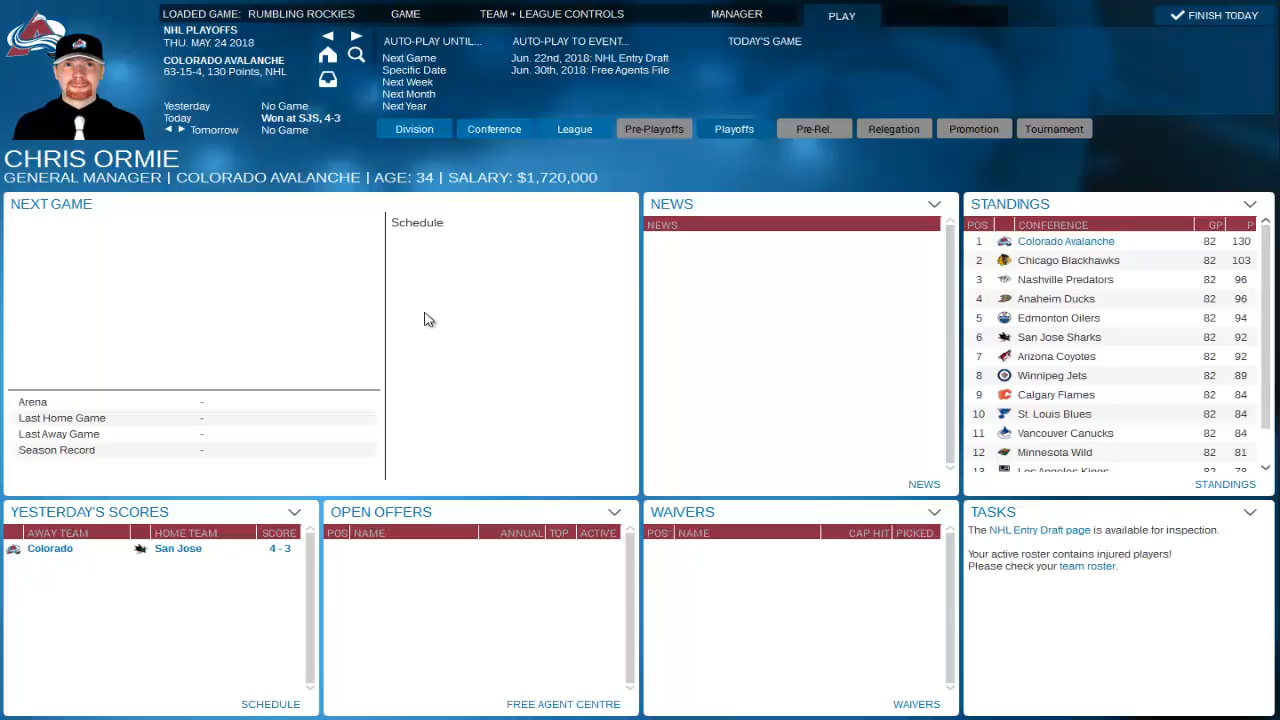 LOADED GAME: RUMBLING ROCKIES
GAME
TEAM + LEAGUE CONTROLS
MANAGER
PLAY
FINISH TODAY
NHL PLAYOFFS
THU. MAY. 24 2018
COLORADO AVALANCHE
63-15-4, 130 Points, NHL
Yesterday No Game
Today Won at SJS, 4-3
Tomorrow No Game
AUTO-PLAY UNTIL...
Next Game
Specific Date
Next Week
Next Month
Next Year
AUTO-PLAY TO EVENT...
Jun. 22nd, 2018: NHL Entry Draft
Jun. 30th, 2018: Free Agents File
TODAY'S GAME
Division
Conference
League
Pre-Playoffs
Playoffs
Pre-Rel.
Relegation
Promotion
Tournament
CHRIS ORMIE
GENERAL MANAGER | COLORADO AVALANCHE | AGE: 34 | SALARY: $1,720,000
NEXT GAME
Schedule
Arena -
Last Home Game -
Last Away Game -
Season Record -
NEWS
NEWS
NEWS
STANDINGS
POS CONFERENCE GP P
1 Colorado Avalanche 82 130
2 Chicago Blackhawks 82 103
3 Nashville Predators 82 96
4 Anaheim Ducks 82 96
5 Edmonton Oilers 82 94
6 San Jose Sharks 82 92
7 Arizona Coyotes 82 92
8 Winnipeg Jets 82 89
9 Calgary Flames 82 84
10 St. Louis Blues 82 84
11 Vancouver Canucks 82 84
12 Minnesota Wild 82 81
13 Los Angeles Kings 82 78
STANDINGS
YESTERDAY'S SCORES
AWAY TEAM HOME TEAM SCORE
Colorado San Jose 4 - 3
SCHEDULE
OPEN OFFERS
POS NAME ANNUAL TOP ACTIVE
FREE AGENT CENTRE
WAIVERS
POS NAME CAP HIT PICKED
WAIVERS
TASKS
The NHL Entry Draft page is available for inspection.
Your active roster contains injured players!
Please check your team roster.